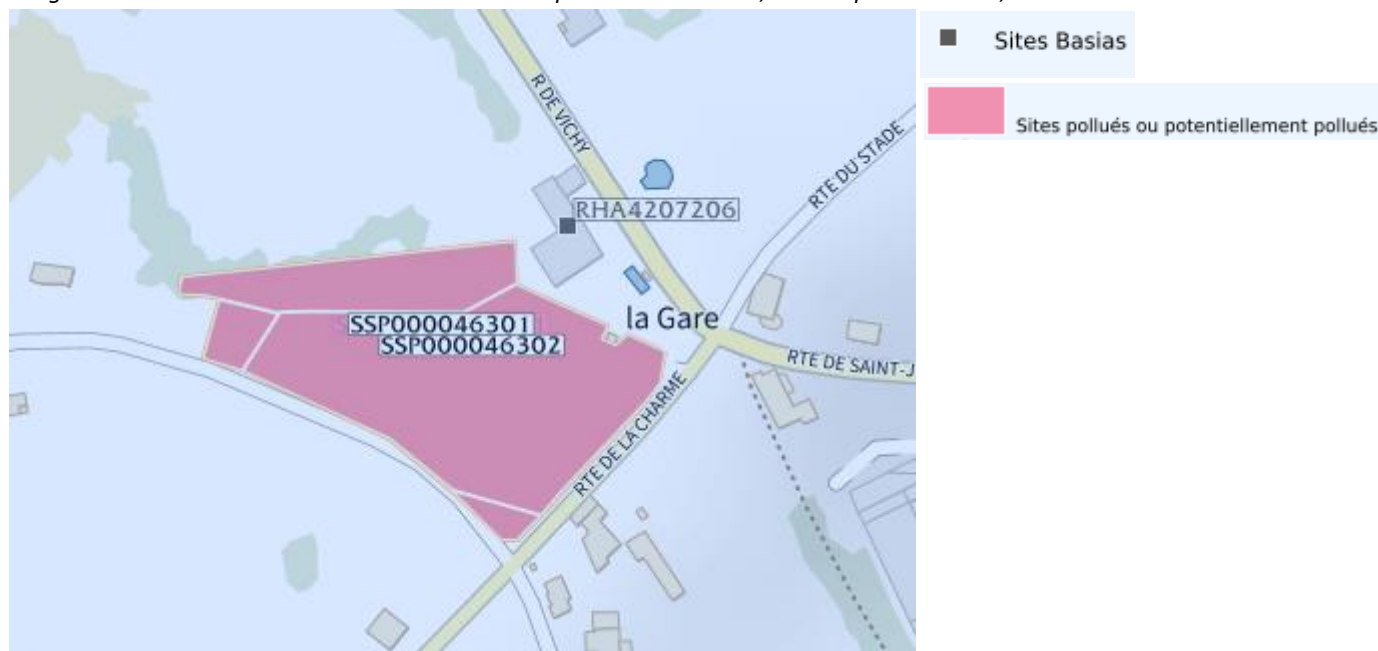 Sites Basias
Sites pollués ou potentiellement pollués
R DE VICHY
RTE DU STADE
RHA4207206
la Gare
SSP000046301
SSP000046302
RTE DE SAINT-J
RTE DE LA CHARME